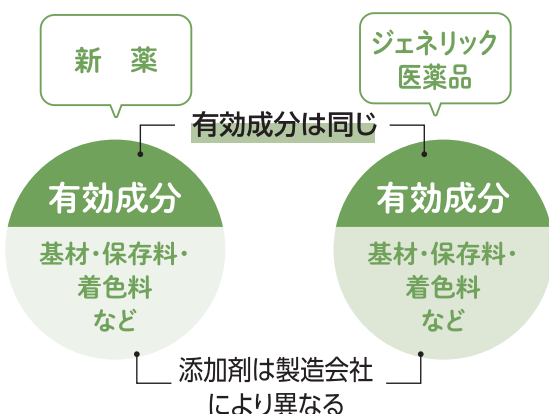 新　薬
ジェネリック
医薬品
有効成分は同じ
有効成分
基材・保存料・
着色料
など
有効成分
基材・保存料・
着色料
など
添加剤は製造会社
により異なる